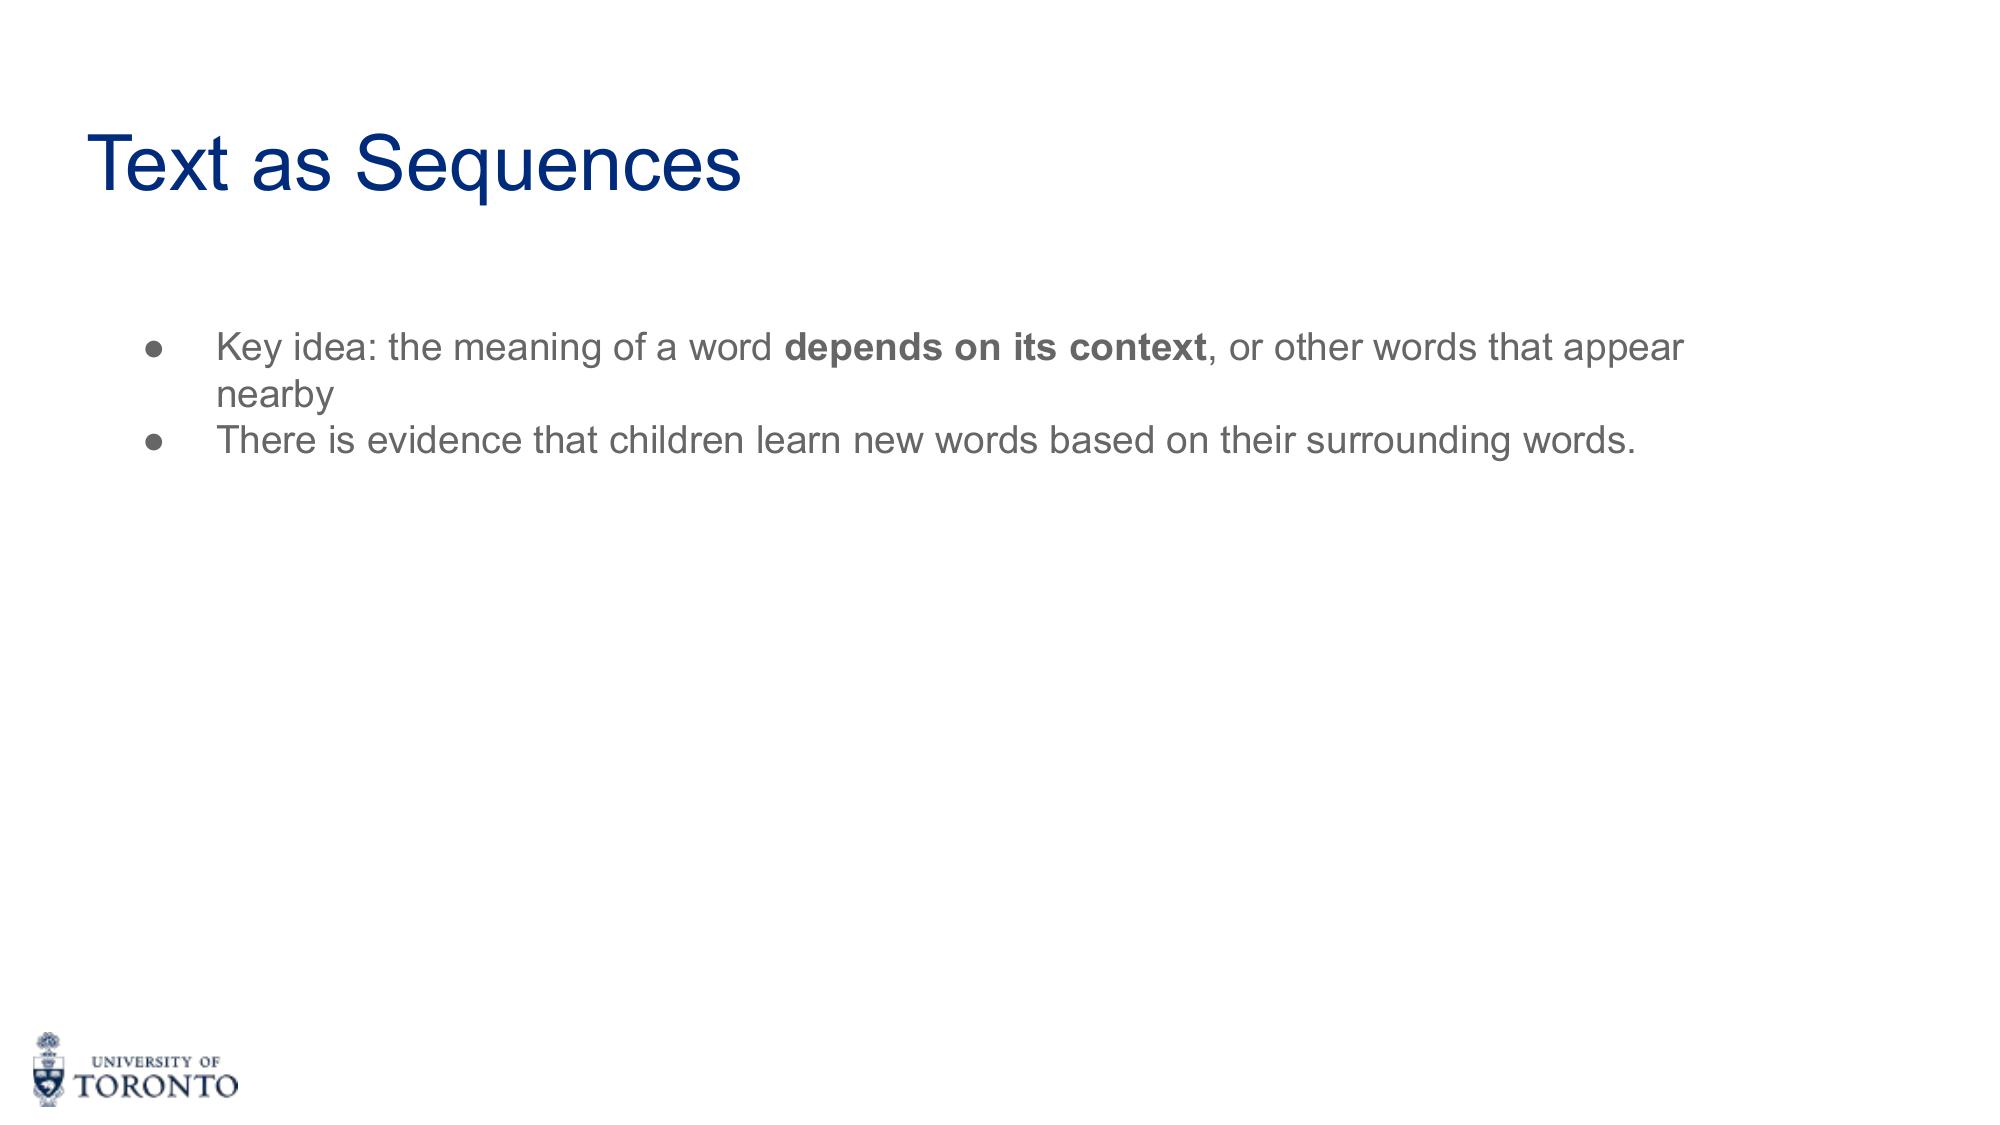 Text as Sequences
● Key idea: the meaning of a word depends on its context, or other words that appear
nearby
● There is evidence that children learn new words based on their surrounding words.
UNIVERSITY OF
TORONTO